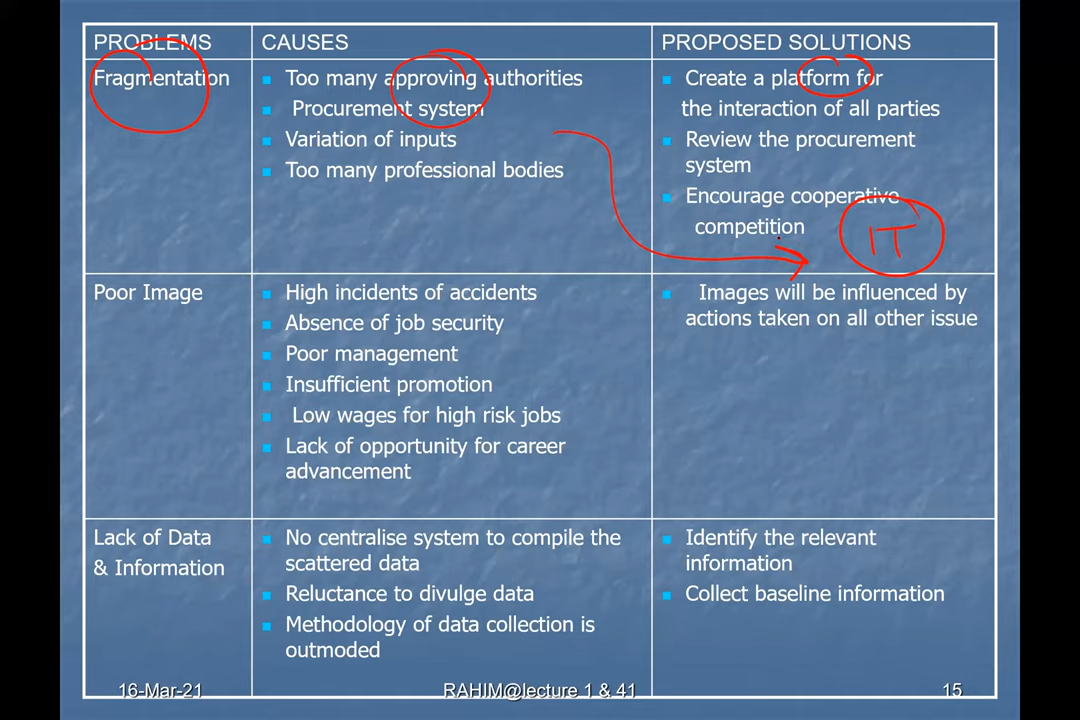 PROBLEMS
CAUSES
PROPOSED SOLUTIONS
Fragmentation
Too many approving authorities
Procurement system
Variation of inputs
Too many professional bodies
Create a platform for
the interaction of all parties
Review the procurement
system
Encourage cooperative
competition
IT
Poor Image
High incidents of accidents
Absence of job security
Poor management
Insufficient promotion
Low wages for high risk jobs
Lack of opportunity for career
advancement
Images will be influenced by
actions taken on all other issue
Lack of Data
& Information
No centralise system to compile the
scattered data
Reluctance to divulge data
Methodology of data collection is
outmoded
Identify the relevant
information
Collect baseline information
16-Mar-21
RAHIM@lecture 1 & 41
15